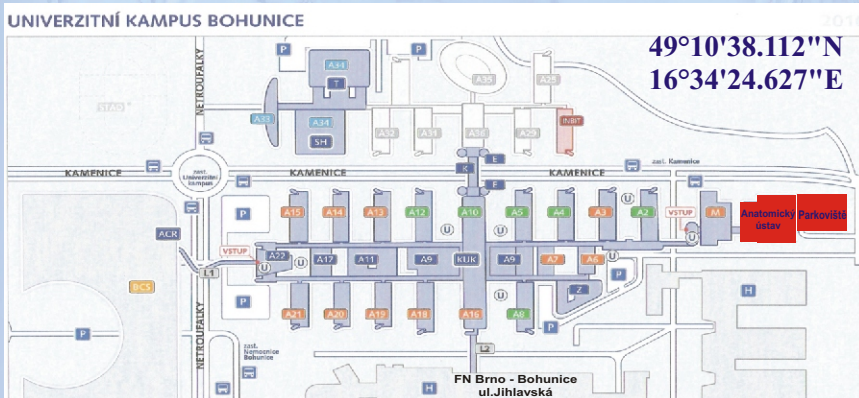 UNIVERZITNÍ KAMPUS BOHUNICE
2016
49°10'38.112"N
16°34'24.627"E
P
P
P
A34
T
A35
A25
NETROUFALKY
STAO
A33
A34
SH
A32
A31
A36
A29
INBIT
E
KAMENICE
zast.
Univerzitní
kampus
K
KAMENICE
zast. Kamenice
F
P
A15
A14
A13
A12
A10
A5
A4
A3
U
A2
VSTUP
M
Anatomický
ústav
Parkoviště
ACR
VSTUP
U
U
U
A22
U
U
A17
A11
A9
KUK
A9
A7
A6
U
L1
P
BCS
P
U
Z
H
A21
A20
A19
A18
A16
A8
P
P
NETROUFALKY
zast.
Nemocnice
Bohunice
L2
FN Brno - Bohunice
ul.Jihlavská
H